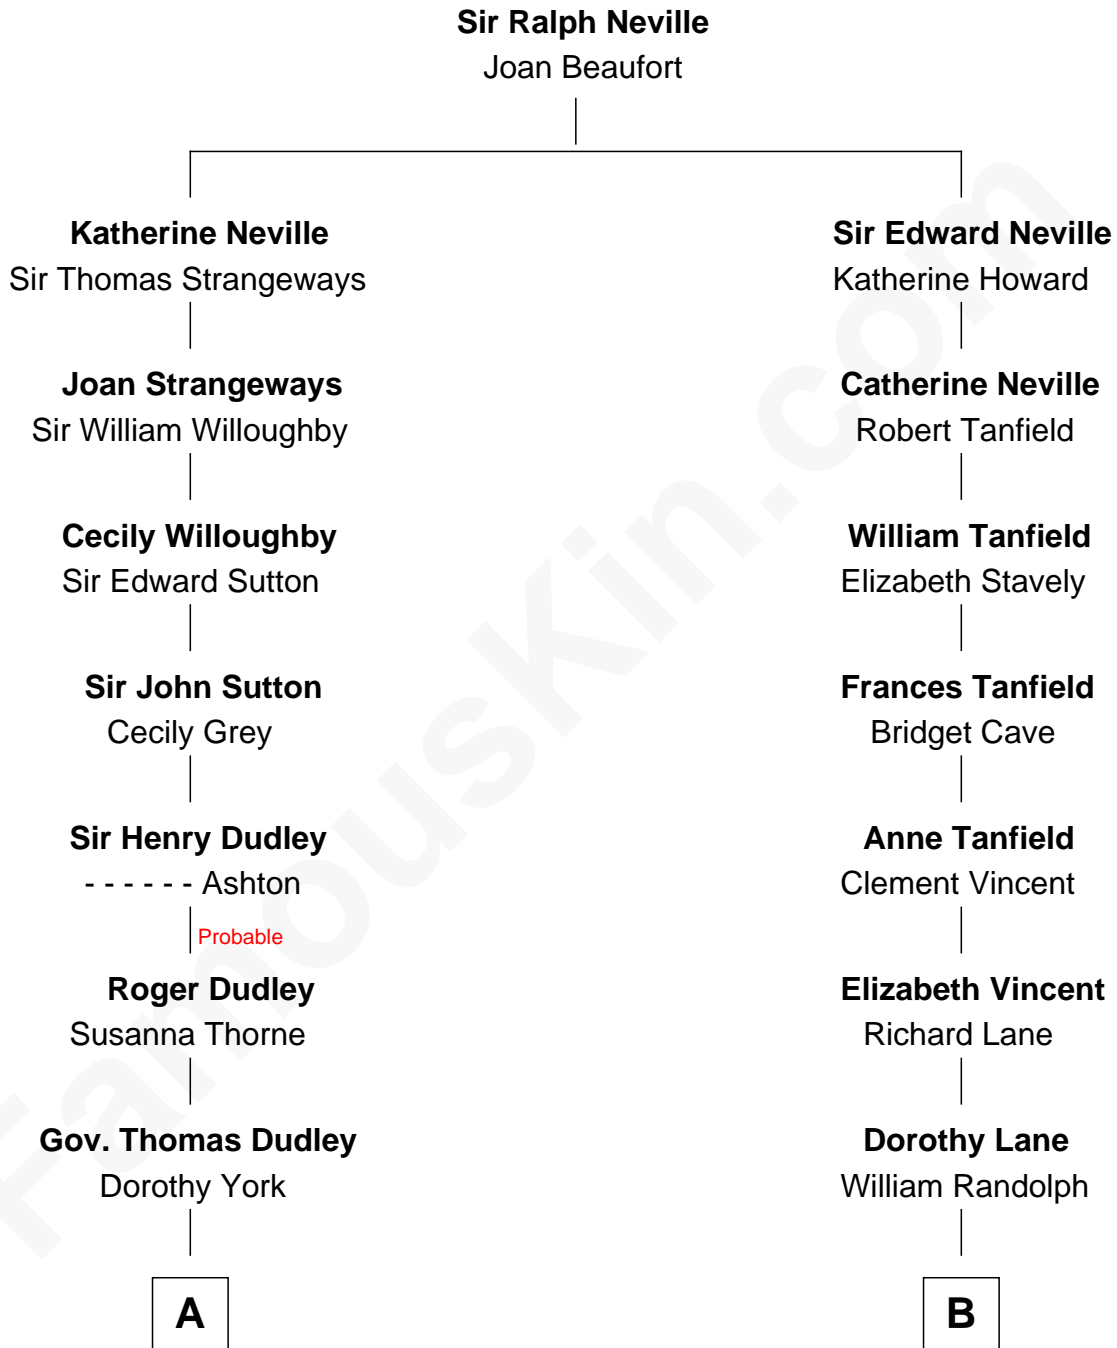 Sir Ralph Neville
Joan Beaufort
Katherine Neville
Sir Thomas Strangeways
Joan Strangeways
Sir William Willoughby
Cecily Willoughby
Sir Edward Sutton
Sir John Sutton
Cecily Grey
Sir Henry Dudley
- - - - - - Ashton
Probable
Roger Dudley
Susanna Thorne
Gov. Thomas Dudley
Dorothy York
A
Sir Edward Neville
Katherine Howard
Catherine Neville
Robert Tanfield
William Tanfield
Elizabeth Stavely
Frances Tanfield
Bridget Cave
Anne Tanfield
Clement Vincent
Elizabeth Vincent
Richard Lane
Dorothy Lane
William Randolph
B
FamousKin.com